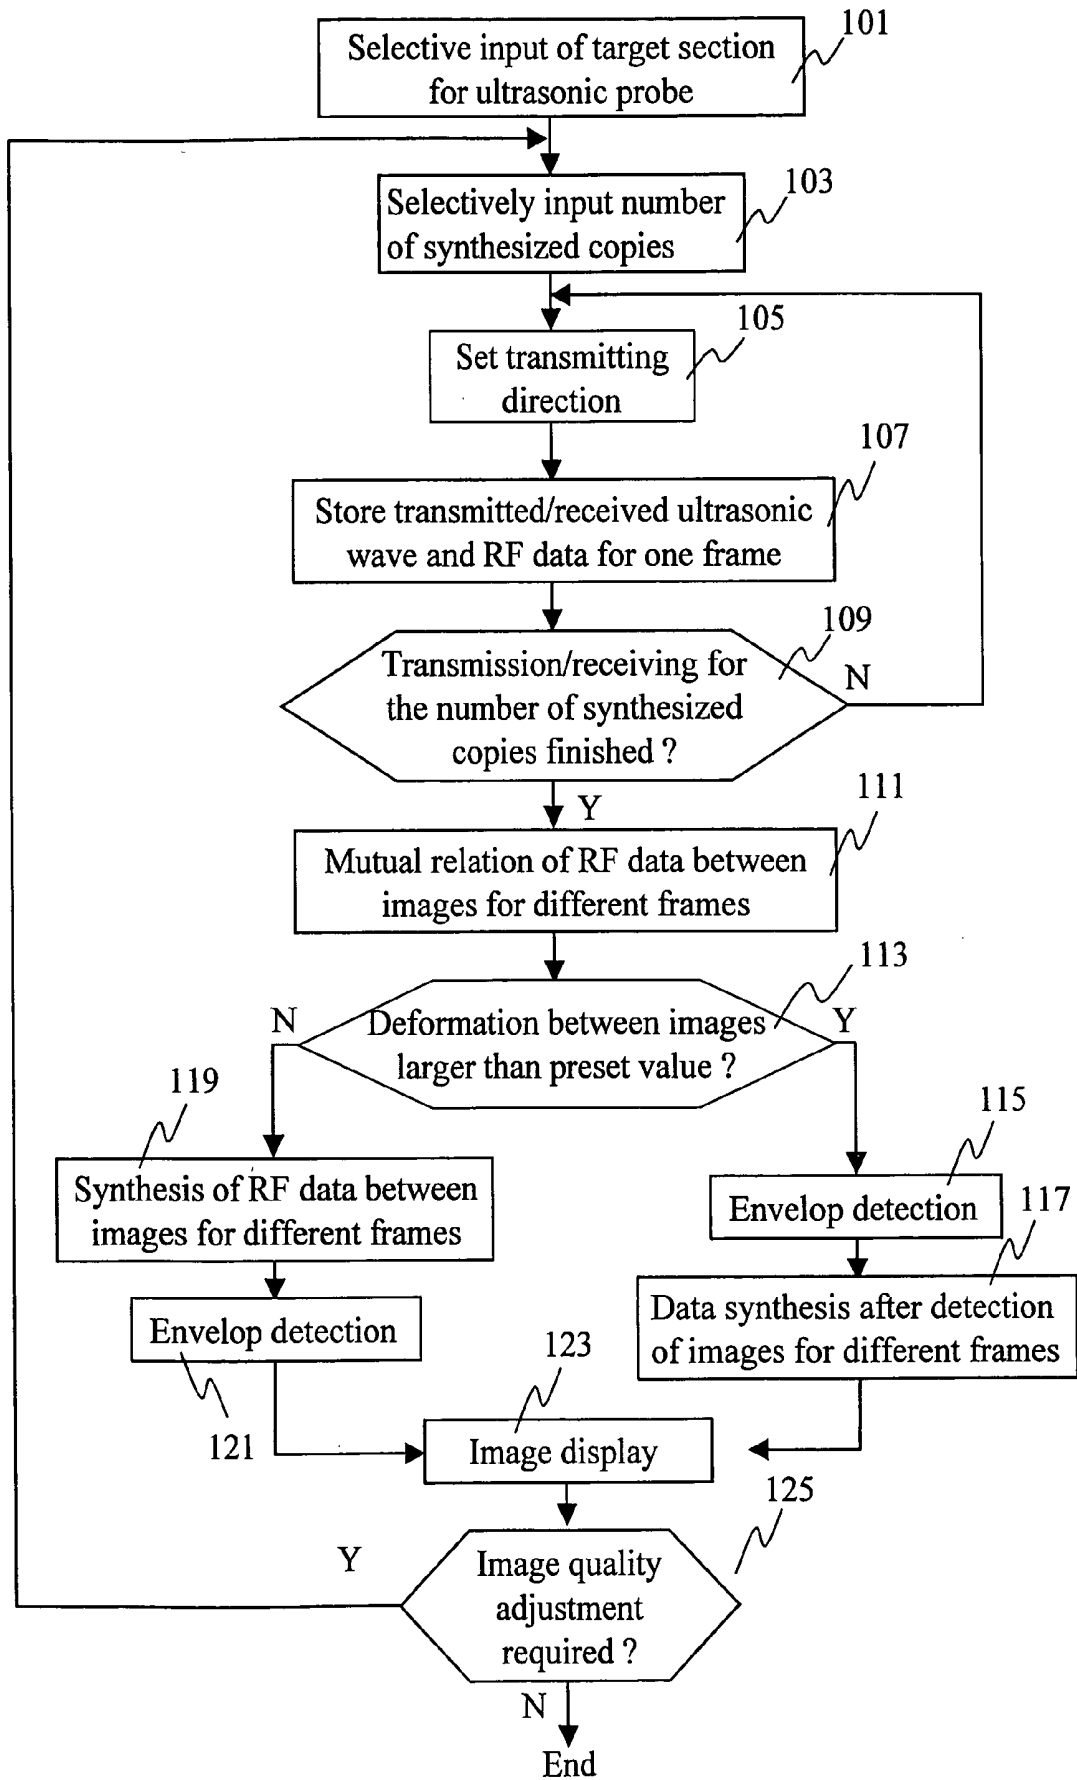 101
Selective input of target section
for ultrasonic probe
103
Selectively input number
of synthesized copies
105
Set transmitting
direction
107
Store transmitted/received ultrasonic
wave and RF data for one frame
109
Transmission/receiving for
the number of synthesized
copies finished ?
N
Y
111
Mutual relation of RF data between
images for different frames
113
Deformation between images
larger than preset value ?
N
Y
119
Synthesis of RF data between
images for different frames
115
Envelop detection
117
Data synthesis after detection
of images for different frames
Envelop detection
121
123
Image display
125
Image quality
adjustment
required ?
Y
N
End